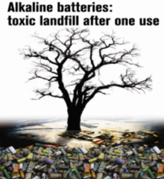 Alkaline batteries:
toxic landfill after one use